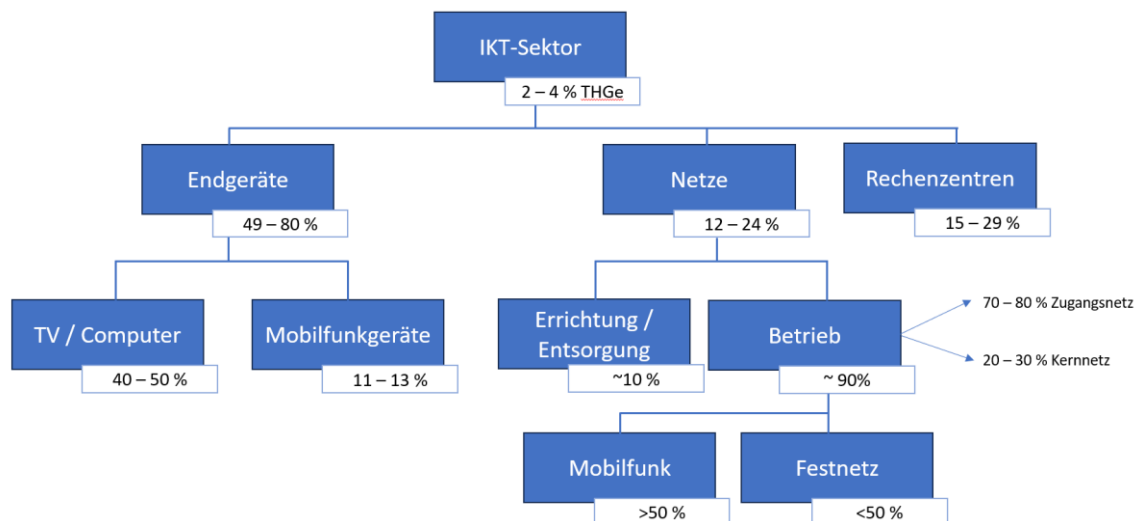 IKT-Sektor
2 – 4 % THGe
Endgeräte
49 – 80 %
Netze
12 – 24 %
Rechenzentren
15 – 29 %
TV / Computer
40 – 50 %
Mobilfunkgeräte
11 – 13 %
Errichtung /
Entsorgung
~10 %
Betrieb
~ 90%
70 – 80 % Zugangsnetz
20 – 30 % Kernnetz
Mobilfunk
>50 %
Festnetz
<50 %